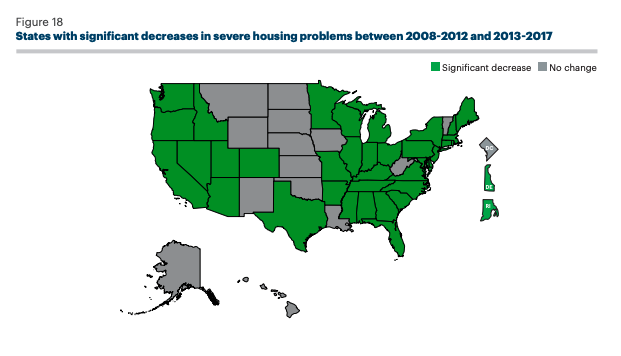 Figure 18
States with significant decreases in severe housing problems between 2008-2012 and 2013-2017
Significant decrease No change
DC
DE
RI